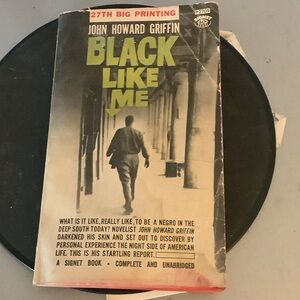 27TH BIG PRINTING
JOHN HOWARD GRIFFIN
BLACK
LIKE
ME
WHAT IS IT LIKE, REALLY LIKE, TO BE A NEGRO IN THE
DEEP SOUTH TODAY? NOVELIST JOHN HOWARD GRIFFIN
DARKENED HIS SKIN AND SET OUT TO DISCOVER BY
PERSONAL EXPERIENCE THE NIGHT SIDE OF AMERICAN
LIFE. THIS IS HIS STARTLING REPORT.
A SIGNET BOOK • COMPLETE AND UNABRIDGED